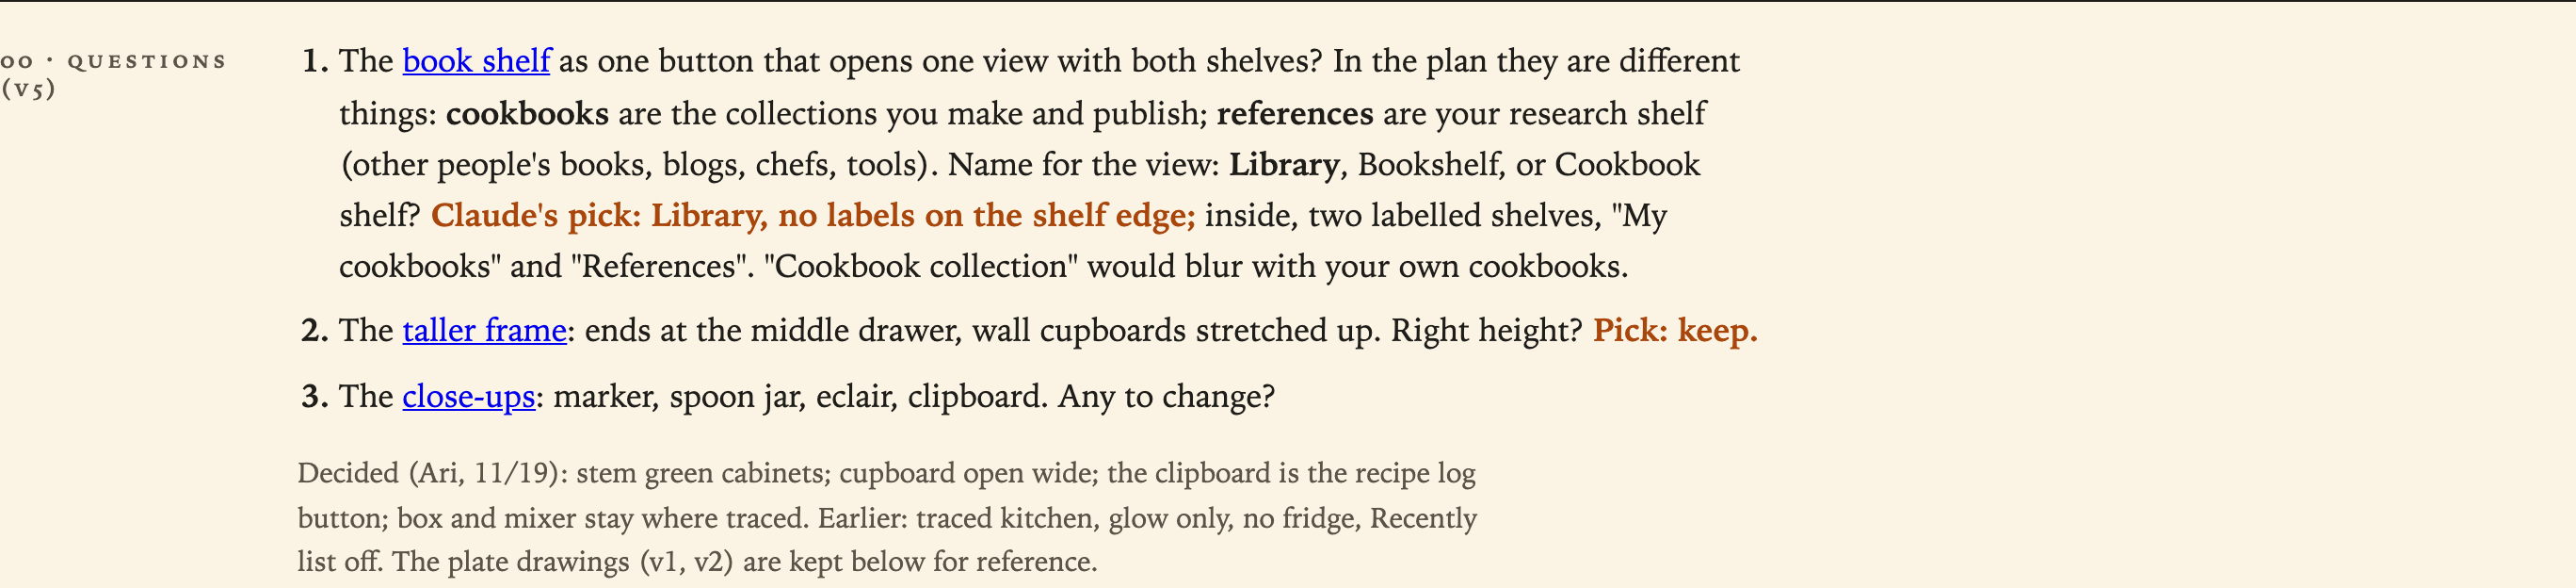 00 · QUESTIONS
(v5)
1. The book shelf as one button that opens one view with both shelves? In the plan they are different
things: cookbooks are the collections you make and publish; references are your research shelf
(other people's books, blogs, chefs, tools). Name for the view: Library, Bookshelf, or Cookbook
shelf? Claude's pick: Library, no labels on the shelf edge; inside, two labelled shelves, "My
cookbooks" and "References". "Cookbook collection" would blur with your own cookbooks.
2. The taller frame: ends at the middle drawer, wall cupboards stretched up. Right height? Pick: keep.
3. The close-ups: marker, spoon jar, eclair, clipboard. Any to change?
Decided (Ari, 11/19): stem green cabinets; cupboard open wide; the clipboard is the recipe log
button; box and mixer stay where traced. Earlier: traced kitchen, glow only, no fridge, Recently
list off. The plate drawings (v1, v2) are kept below for reference.